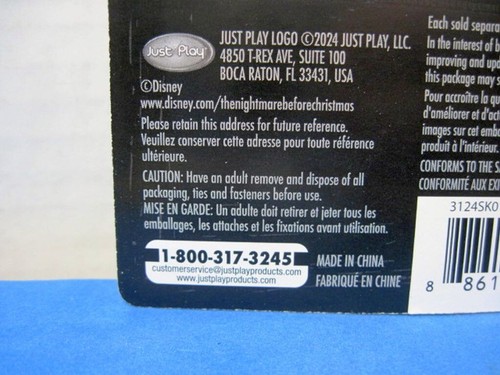 Just Play
JUST PLAY LOGO ©2024 JUST PLAY, LLC.
4850 T-REX AVE, SUITE 100
BOCA RATON, FL 33431, USA
©Disney
www.disney.com/thenightmarebeforechristmas
Please retain this address for future reference.
Veuillez conserver cette adresse pour toute référence
ultérieure.
CAUTION: Have an adult remove and dispose of all
packaging, ties and fasteners before use.
MISE EN GARDE: Un adulte doit retirer et jeter tous les
emballages, les attaches et les fixations avant utilisation.
1-800-317-3245
customerservice@justplayproducts.com
www.justplayproducts.com
MADE IN CHINA
FABRIQUÉ EN CHINE
Each sold
In the interest of
improving and
this package may
Pour accroître la
d'améliorer et
images sur cet
produit à l'intérieur.
CONFORMS TO THE
CONFORMITÉ AUX
3124SK0
8 861